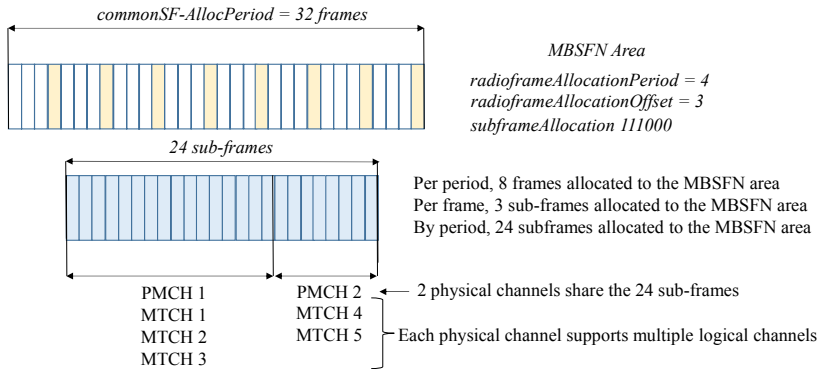 commonSF-AllocPeriod = 32 frames
MBSFN Area
radioframeAllocationPeriod = 4
radioframeAllocationOffset = 3
subframeAllocation 111000
24 sub-frames
Per period, 8 frames allocated to the MBSFN area
Per frame, 3 sub-frames allocated to the MBSFN area
By period, 24 subframes allocated to the MBSFN area
PMCH 1
MTCH 1
MTCH 2
MTCH 3
PMCH 2
MTCH 4
MTCH 5
2 physical channels share the 24 sub-frames
Each physical channel supports multiple logical channels